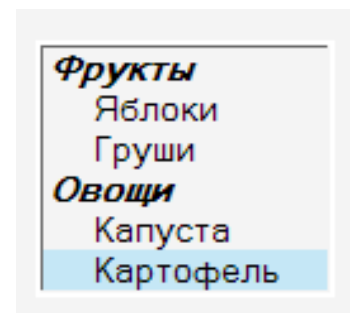 Фрукты
Яблоки
Груши
Овощи
Капуста
Картофель